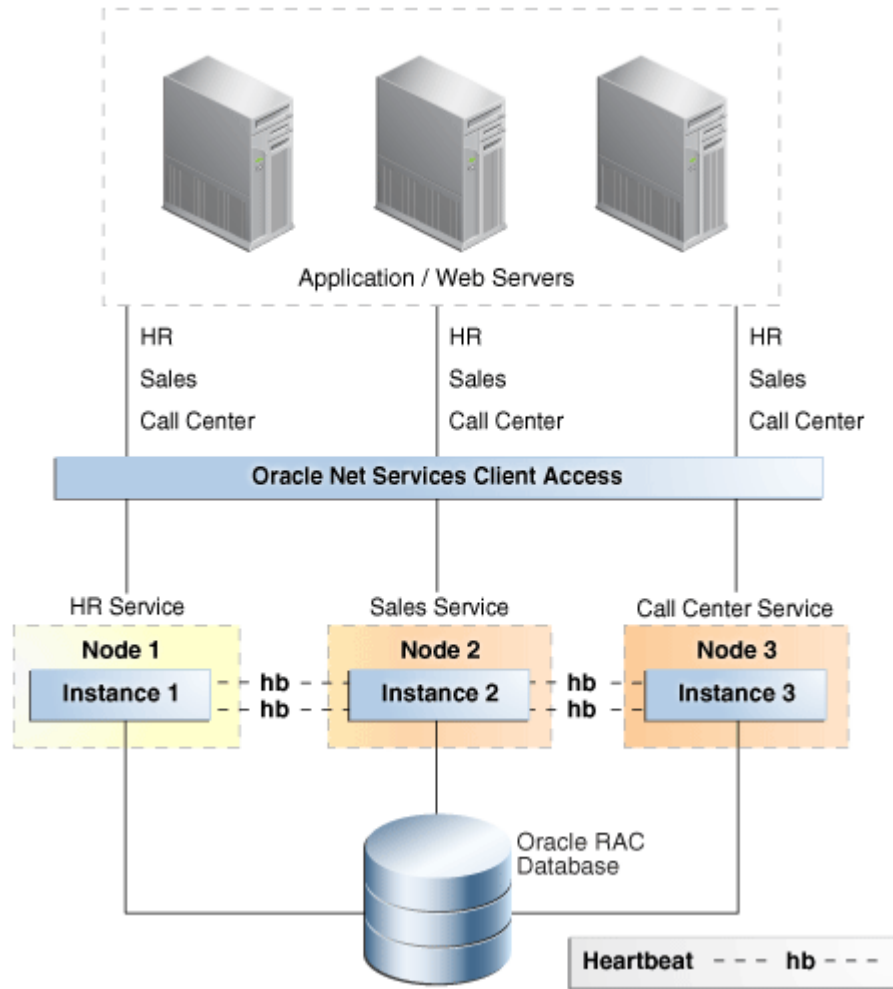 Application / Web Servers
HR
Sales
Call Center
HR
Sales
Call Center
HR
Sales
Call Center
Oracle Net Services Client Access
HR Service
Sales Service
Call Center Service
Node 1
Node 2
Node 3
Instance 1
hb
hb
Instance 2
hb
hb
Instance 3
Oracle RAC
Database
Heartbeat --- hb ---